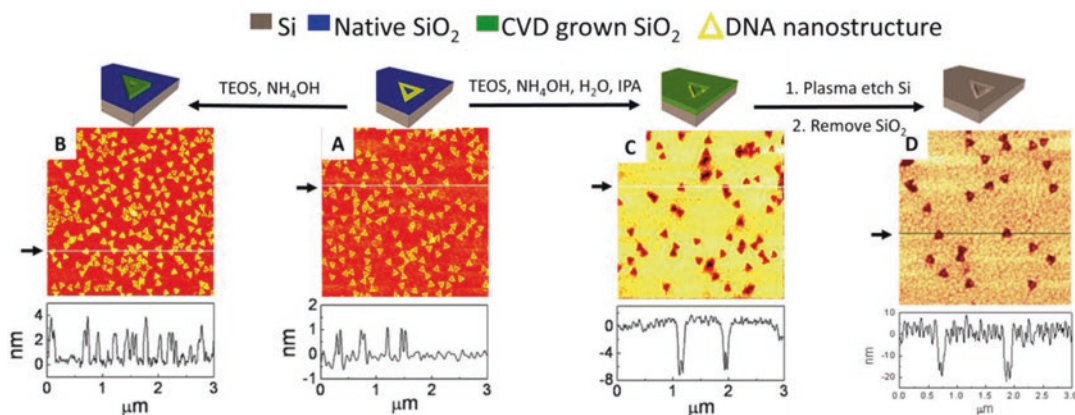 Si Native SiO₂ CVD grown SiO₂ DNA nanostructure
TEOS, NH₄OH
TEOS, NH₄OH, H₂O, IPA
1. Plasma etch Si
2. Remove SiO₂
B
A
C
D
4
2
0
nm
0 1 2 3
μm
2
1
0
-1
-2
nm
0 1 2 3
μm
0
-4
-8
nm
0 1 2 3
μm
10
0
-10
-20
nm
0.0 0.5 1.0 1.5 2.0 2.5 3.0
μm